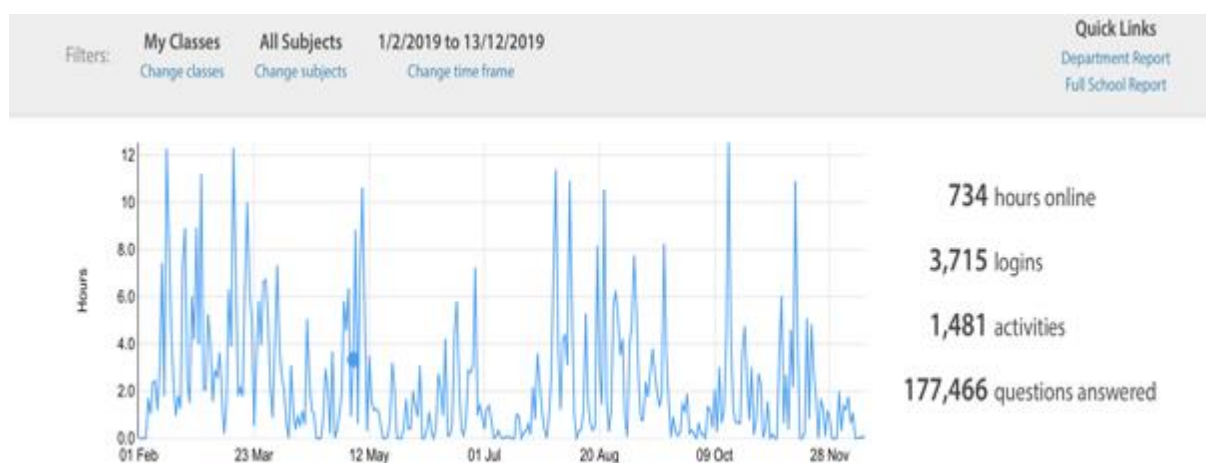 Filters:
My Classes
Change classes
All Subjects
Change subjects
1/2/2019 to 13/12/2019
Change time frame
Quick Links
Department Report
Full School Report
Hours
12
10
8.0
6.0
4.0
2.0
0.0
01 Feb
23 Mar
12 May
01 Jul
20 Aug
09 Oct
28 Nov
734 hours online
3,715 logins
1,481 activities
177,466 questions answered